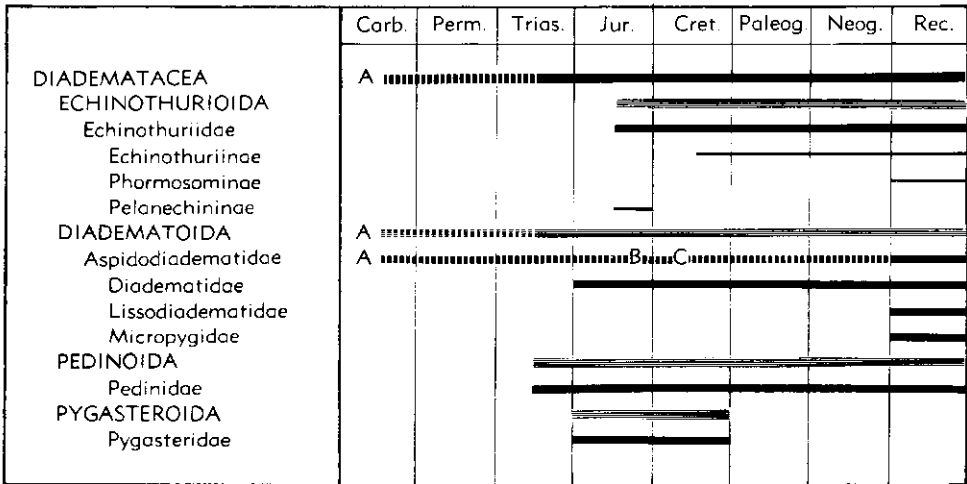 Carb. Perm. Trias. Jur. Cret. Paleog. Neog. Rec.
DIADEMATACEA A
ECHINOTHURIOIDA
Echinothuriidae
Echinothuriinae
Phormosominae
Pelanechininae
DIADEMATOIDA A
Aspidodiadematidae A B C
Diadematidae
Lissodiadematidae
Micropygidae
PEDINOIDA
Pedinidae
PYGASTEROIDA
Pygasteridae